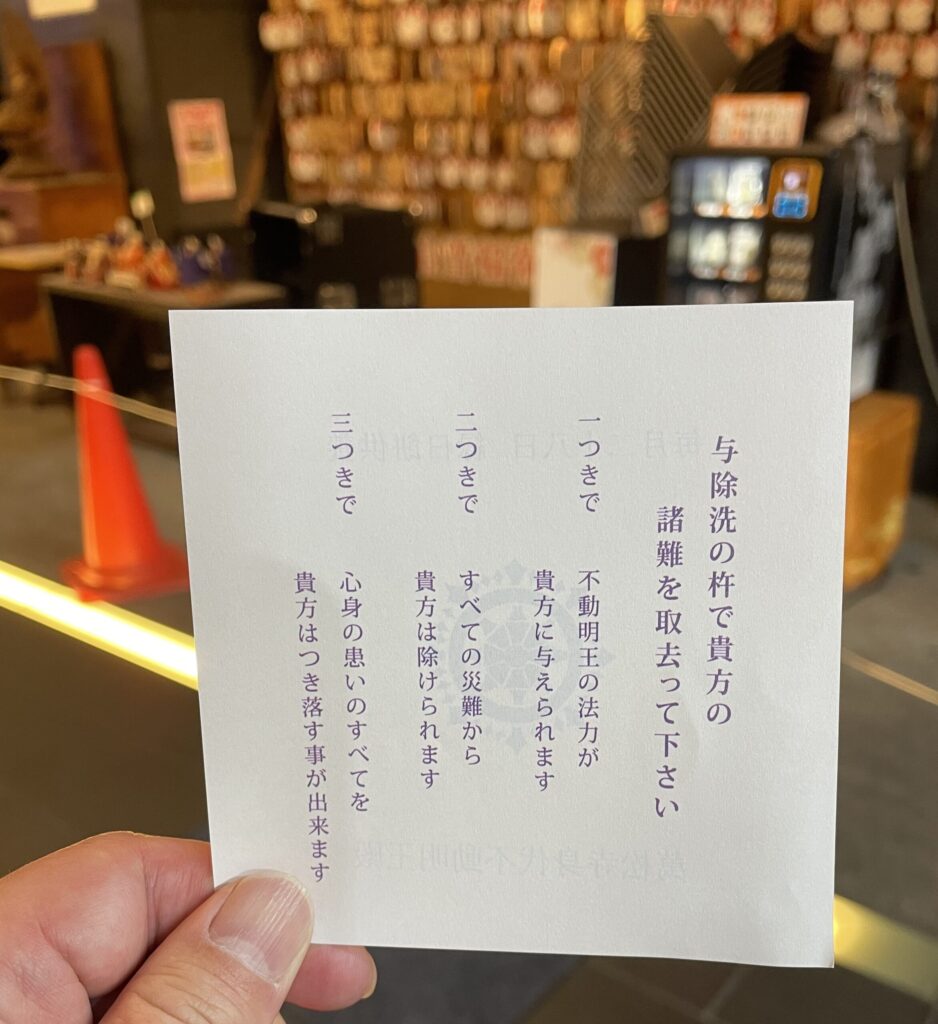 与除洗の杵で貴方の
諸難を取去って下さい
一つきで
不動明王の法力が
貴方に与えられます
二つきで
すべての災難から
貴方は除けられます
三つきで
心身の患いのすべてを
貴方はつき落す事が出来ます